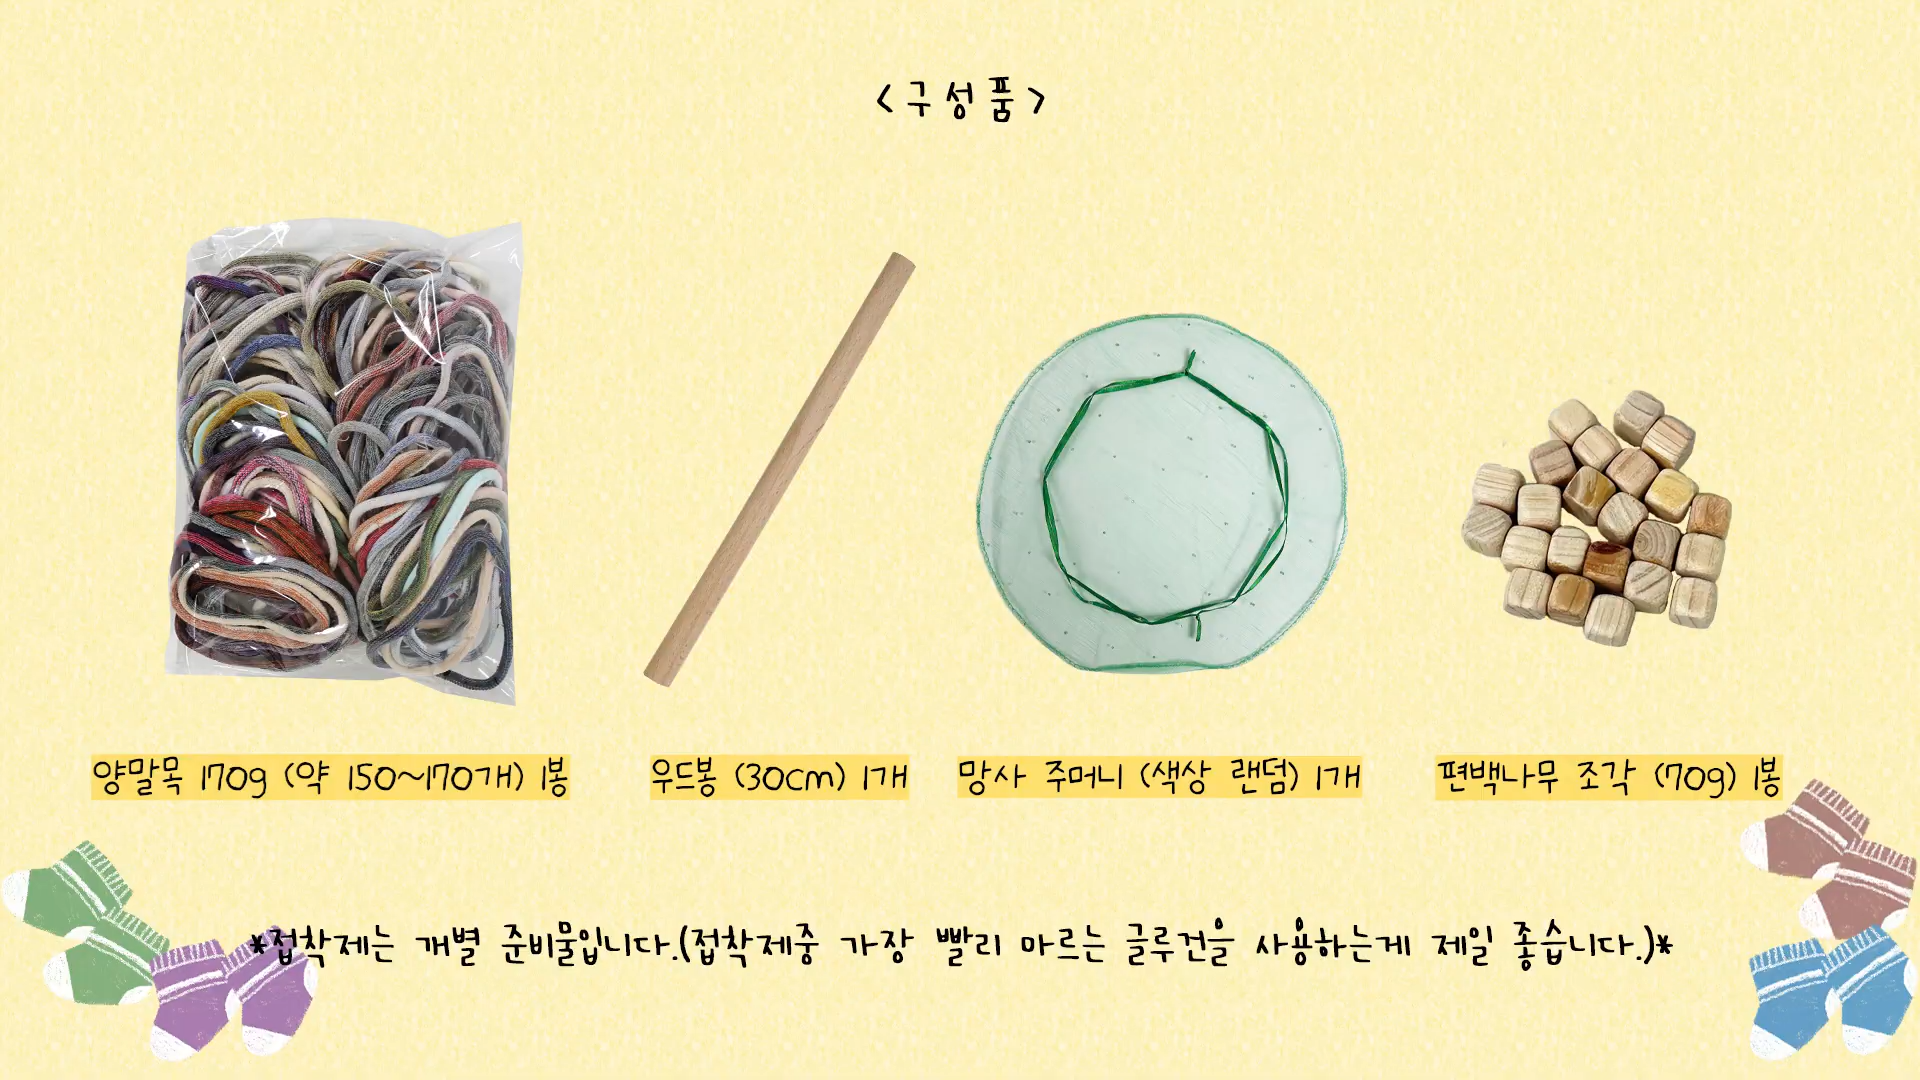 <구성품>
양말목 170g (약 150~170개) 1봉
우드봉 (30cm) 1개
망사 주머니 (색상 랜덤) 1개
편백나무 조각 (70g) 1봉
*접착제는 개별 준비물입니다.(접착제중 가장 빨리 마르는 글루건을 사용하는게 제일 좋습니다.)*